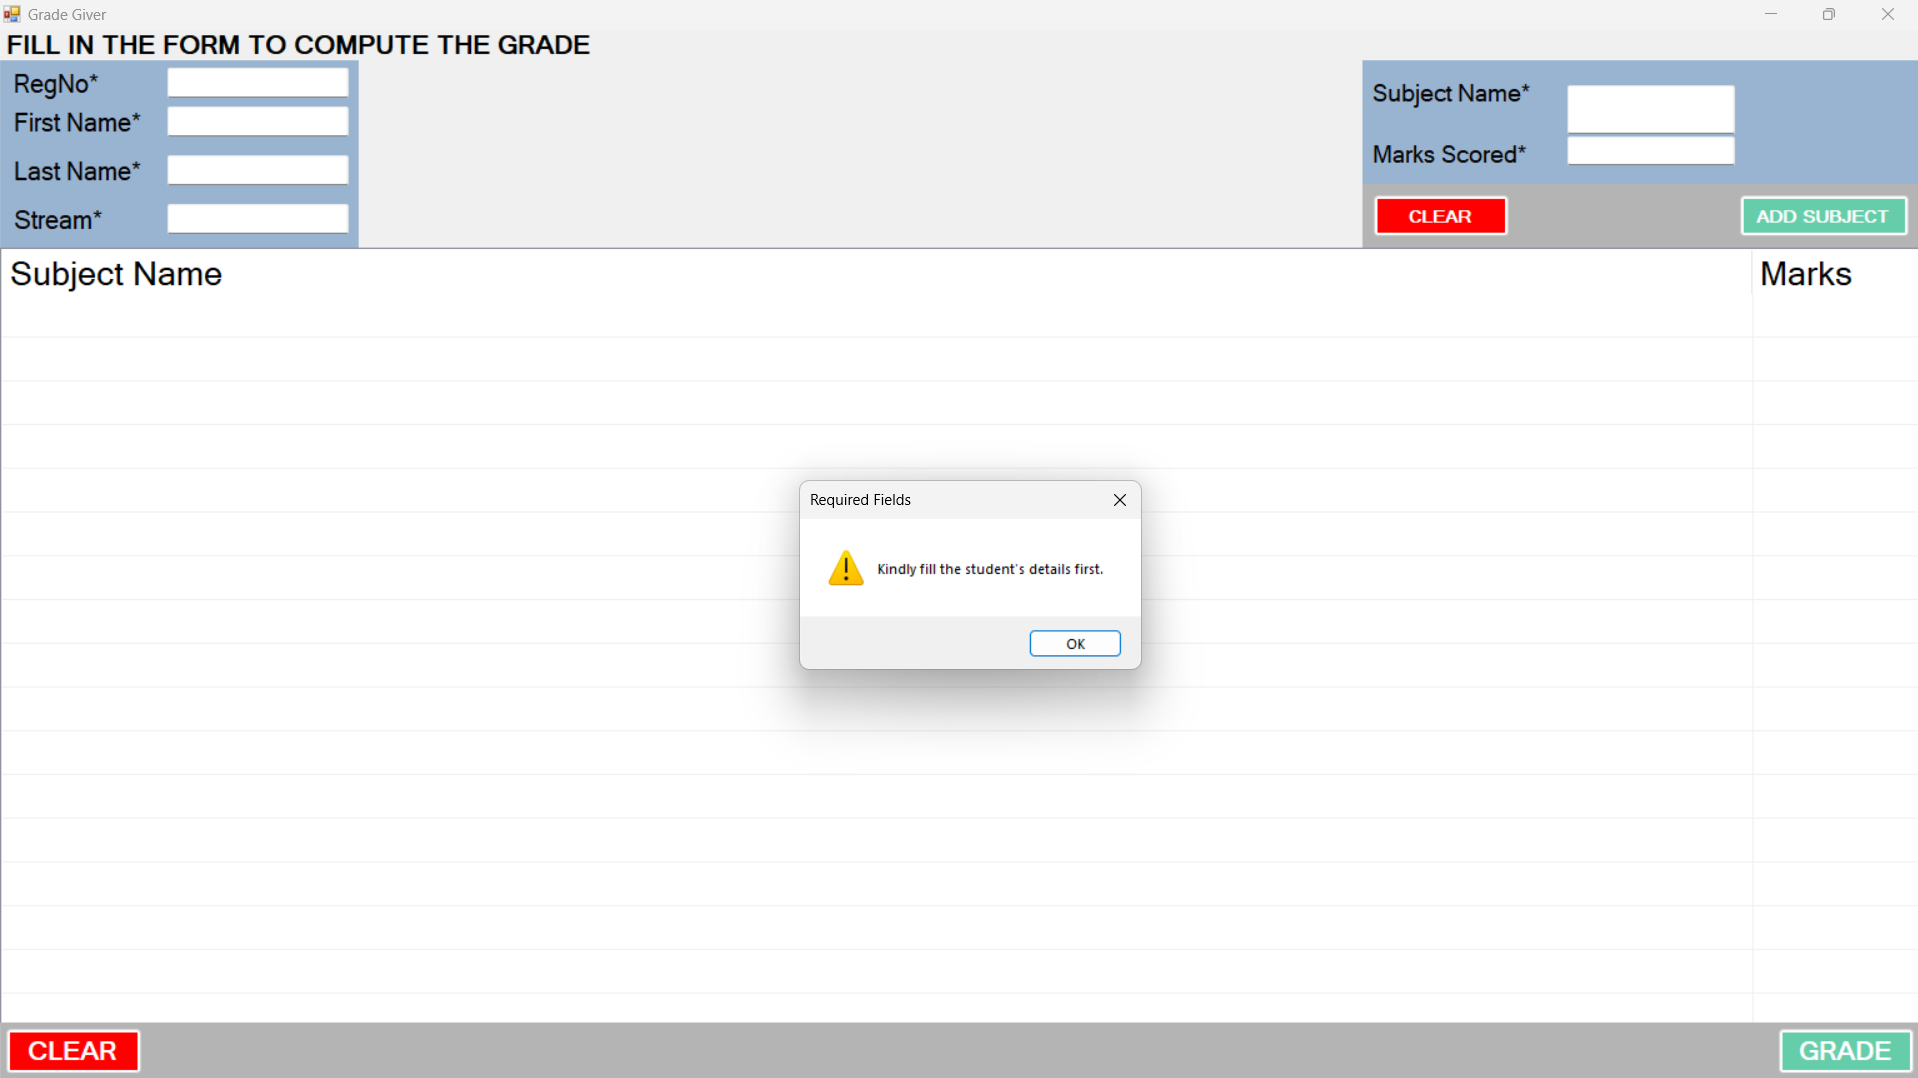 Grade Giver
FILL IN THE FORM TO COMPUTE THE GRADE
RegNo*
First Name*
Last Name*
Stream*
Subject Name*
Marks Scored*
CLEAR
ADD SUBJECT
Subject Name
Marks
Required Fields
Kindly fill the student's details first.
OK
CLEAR
GRADE